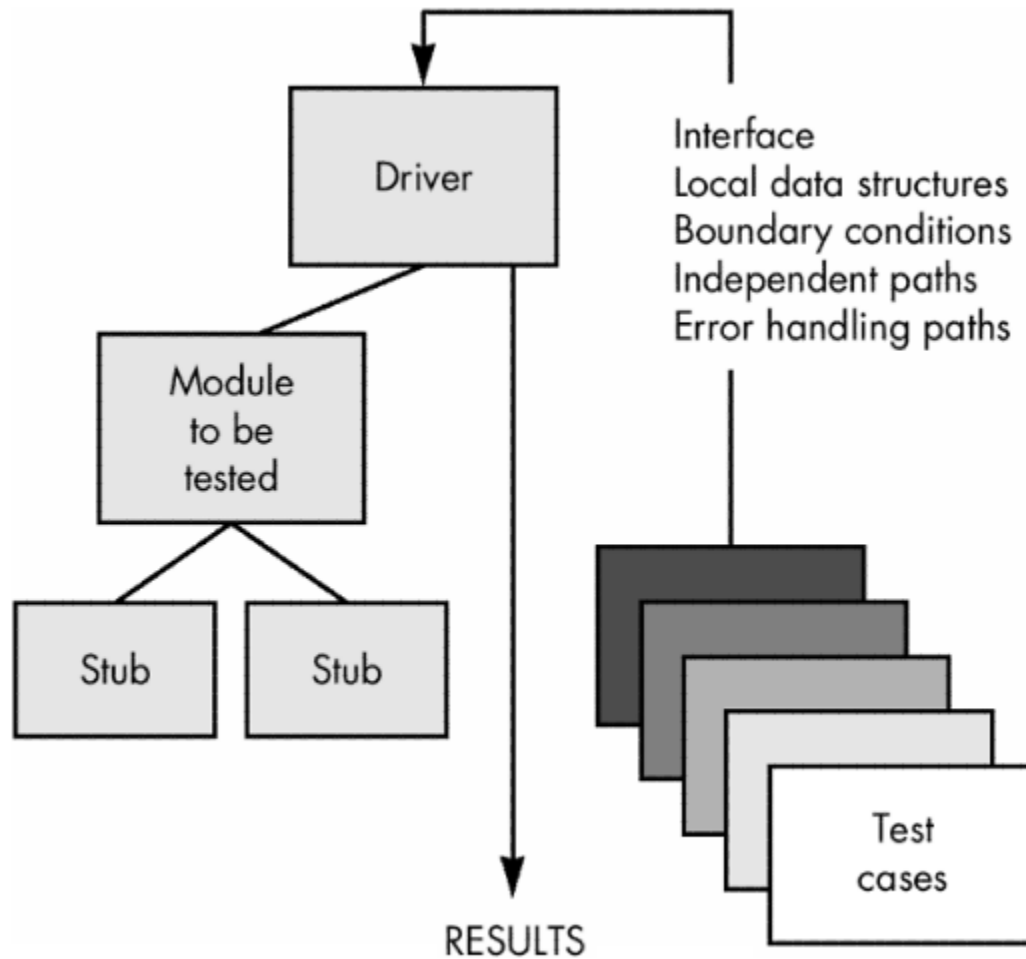 Driver
Interface
Local data structures
Boundary conditions
Independent paths
Error handling paths
Module
to be
tested
Stub
Stub
Test
cases
RESULTS